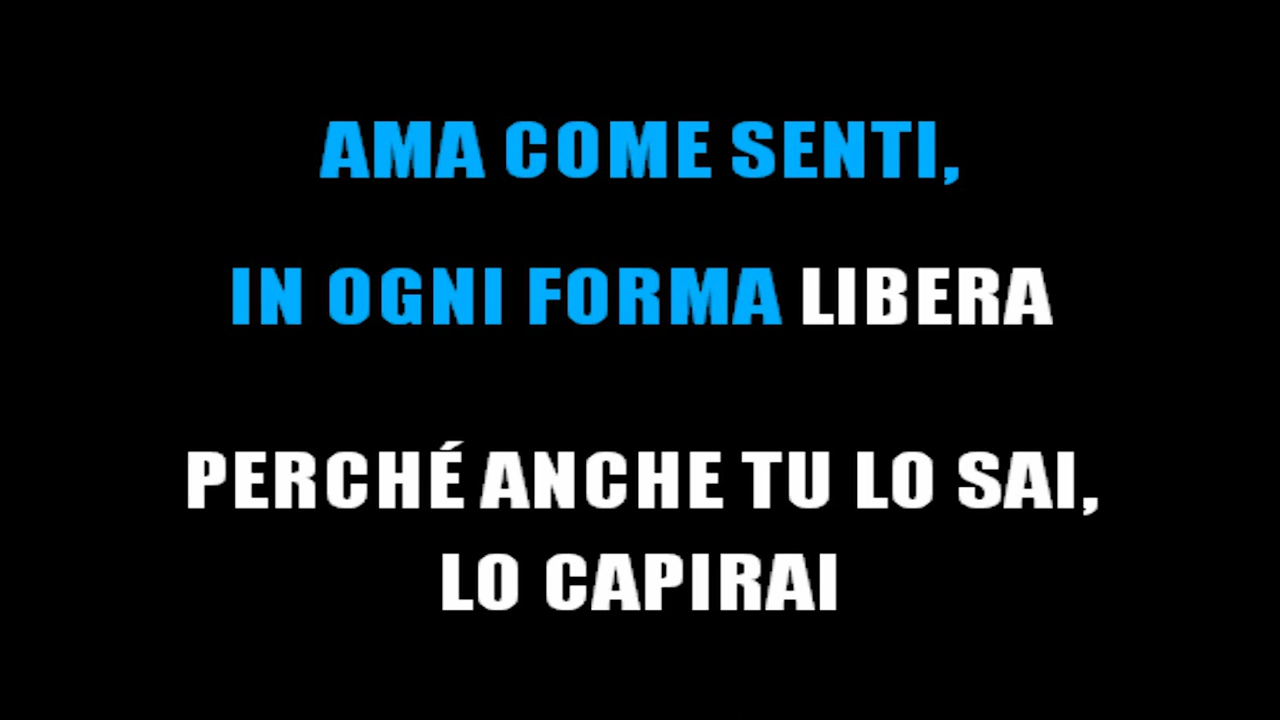 AMA COME SENTI,
IN OGNI FORMA LIBERA
PERCHÉ ANCHE TU LO SAI,
LO CAPIRAI